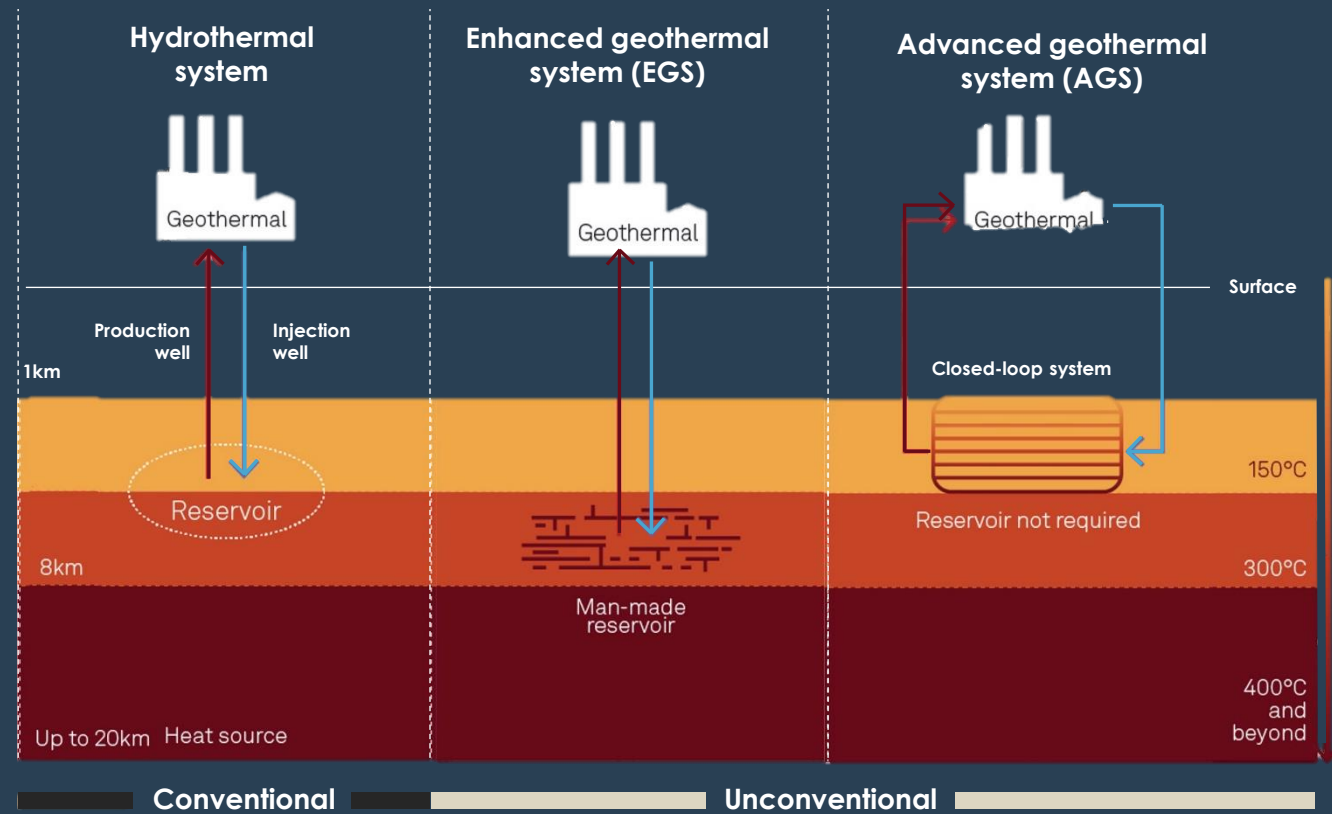 Hydrothermal
system
Enhanced geothermal
system (EGS)
Advanced geothermal
system (AGS)
Geothermal
Geothermal
Geothermal
Surface
Production
well
Injection
well
1km
Closed-loop system
150°C
Reservoir
Reservoir not required
8km
300°C
Man-made
reservoir
400°C
and
beyond
Up to 20km
Heat source
Conventional
Unconventional